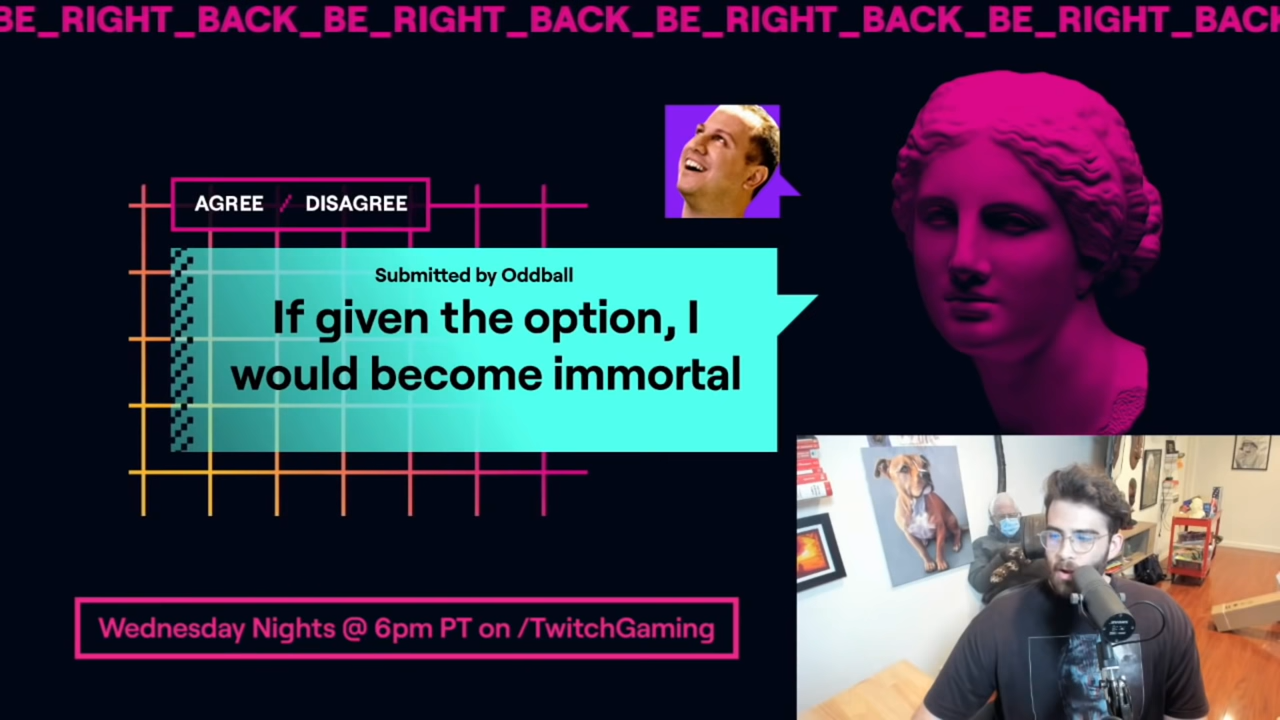 BE_RIGHT_BACK_BE_RIGHT_BACK_BE_RIGHT_BACK_BE_RIGHT_BACK
AGREE / DISAGREE
Submitted by Oddball
If given the option, I
would become immortal
Wednesday Nights @ 6pm PT on /TwitchGaming